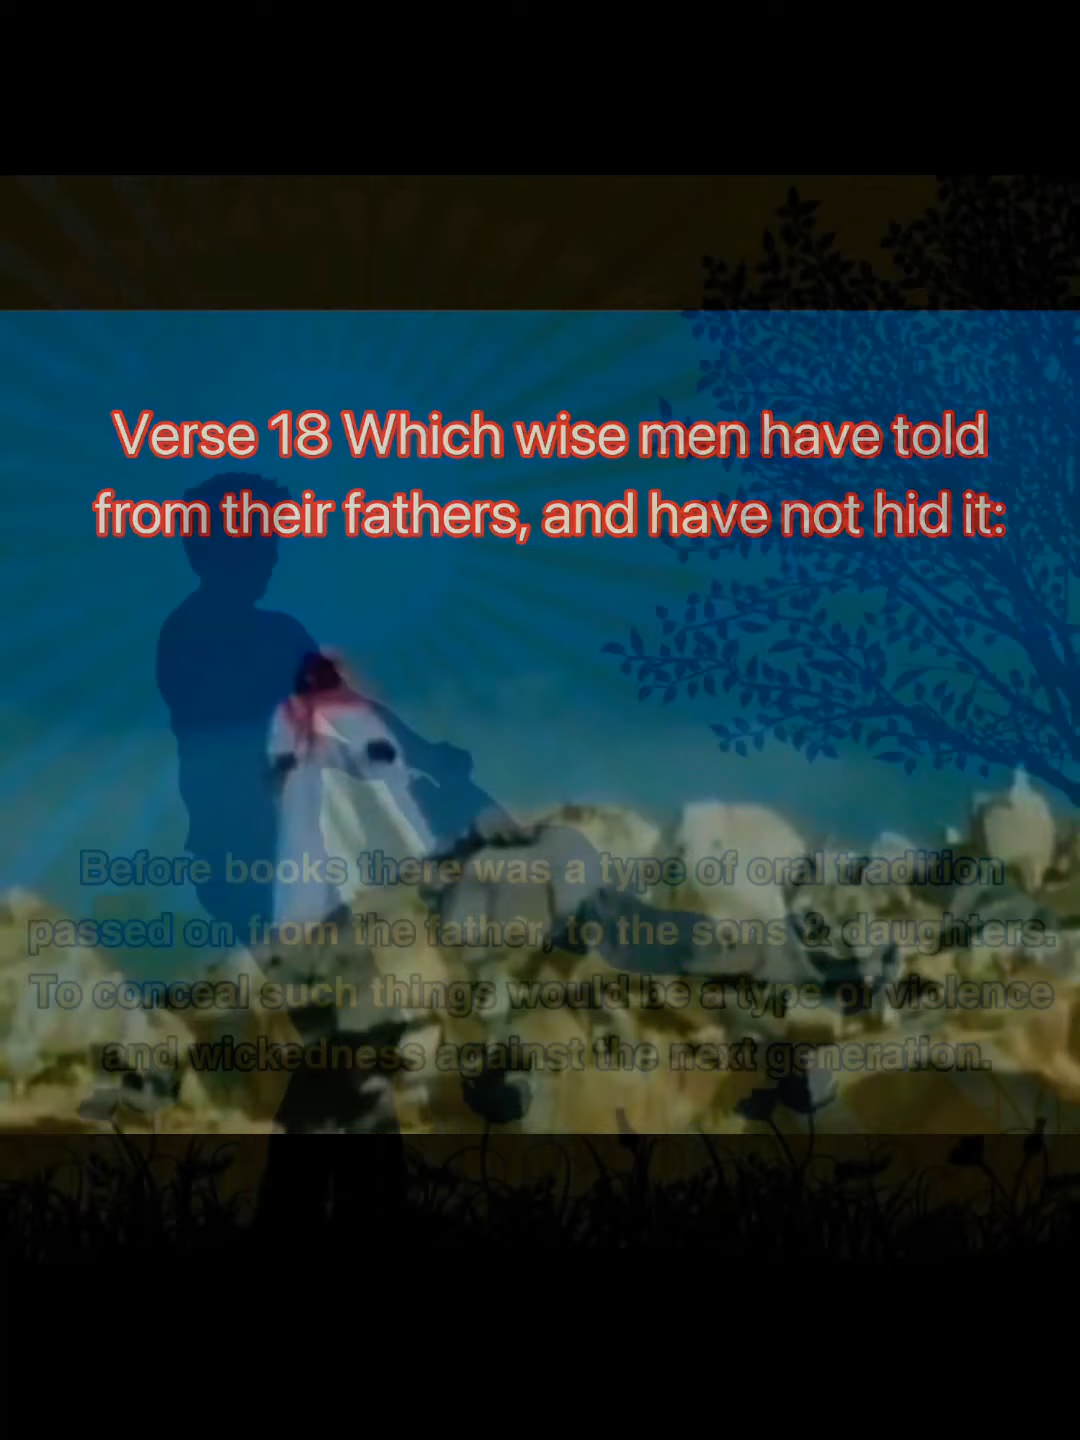 Verse 18 Which wise men have told
from their fathers, and have not hid it:
Before books there was a type of oral tradition
passed on from the father, to the sons & daughters.
To conceal such things would be a type of violence
and wickedness against the next generation.